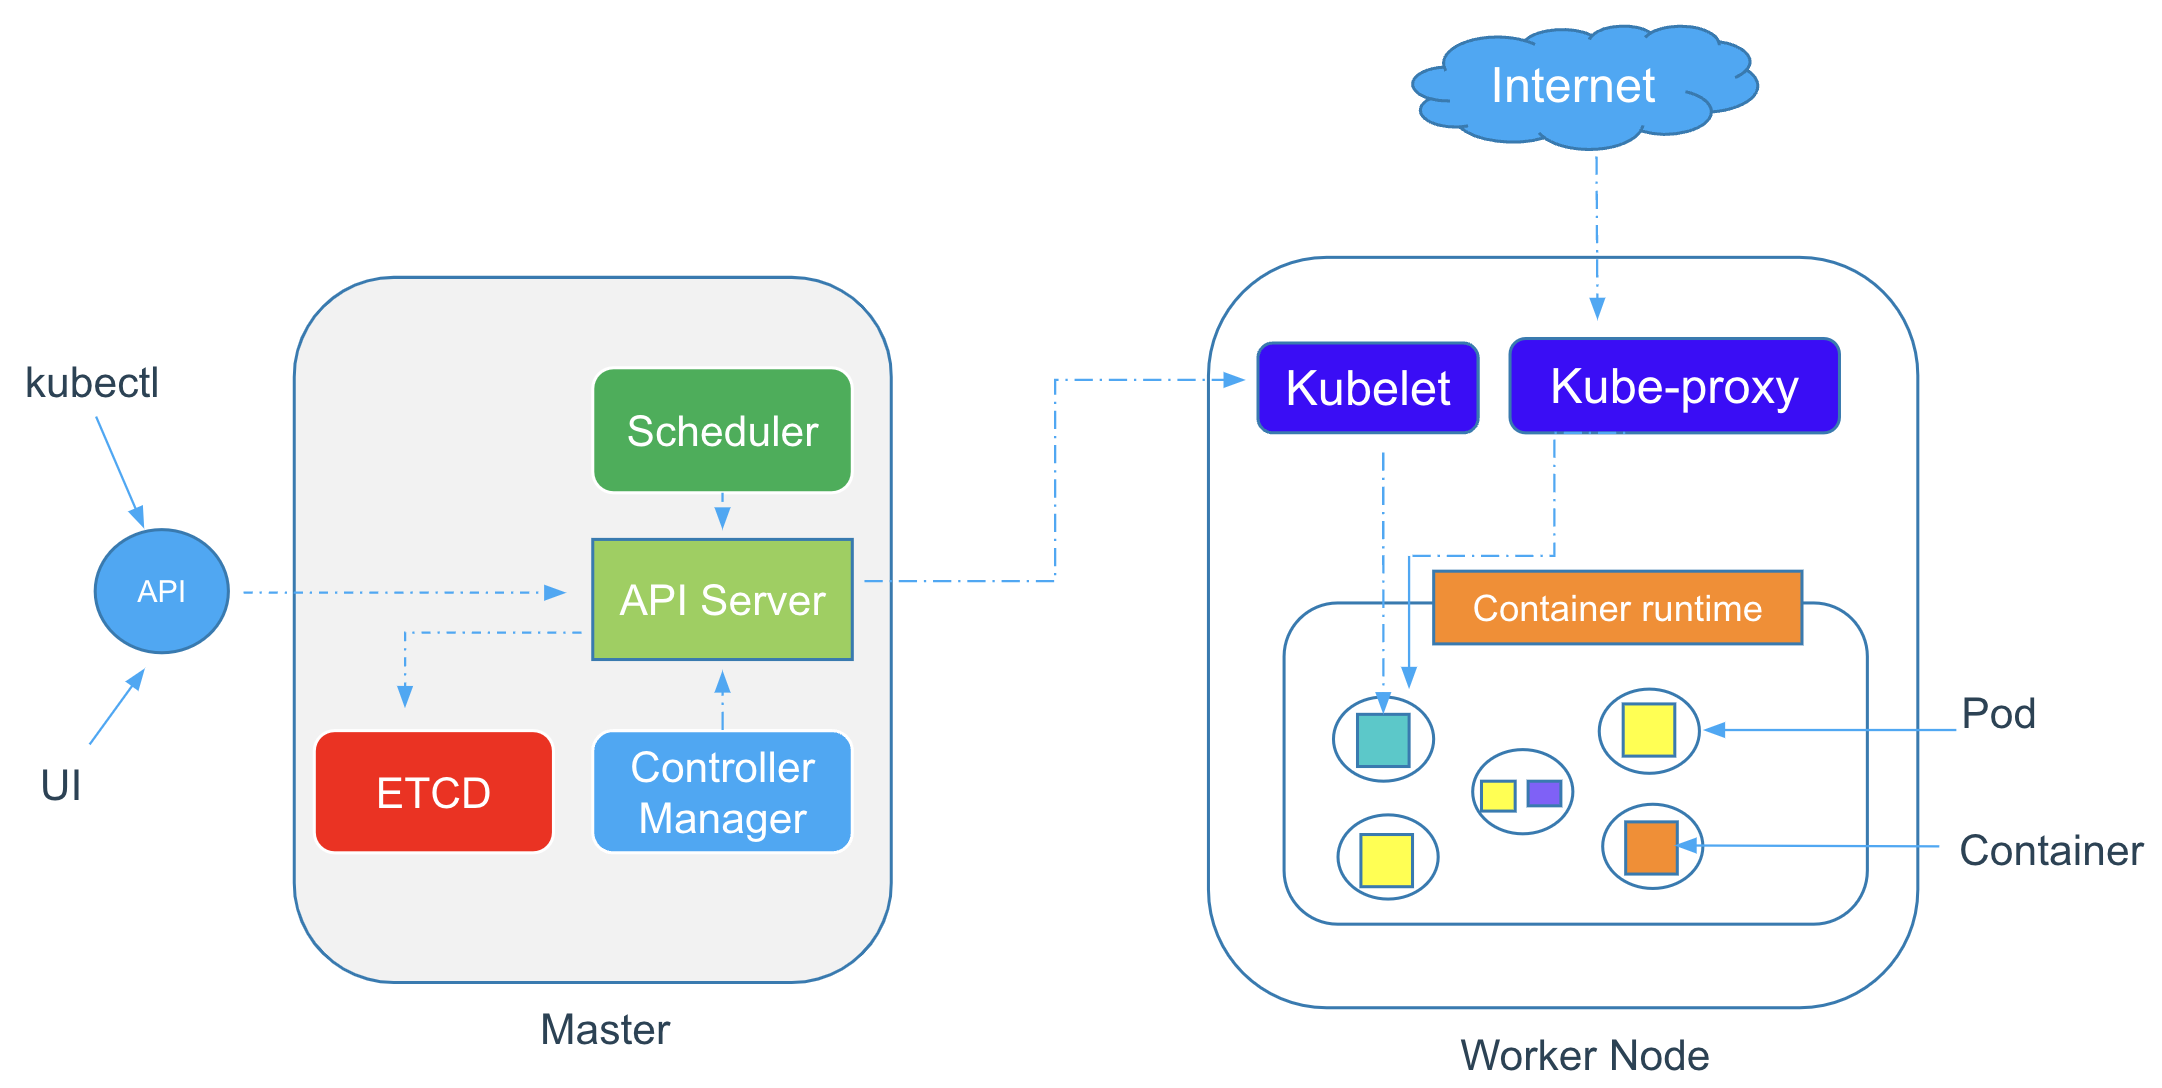 Internet
kubectl
Scheduler
Kubelet
Kube-proxy
API
API Server
Container runtime
UI
ETCD
Controller
Manager
Pod
Container
Master
Worker Node